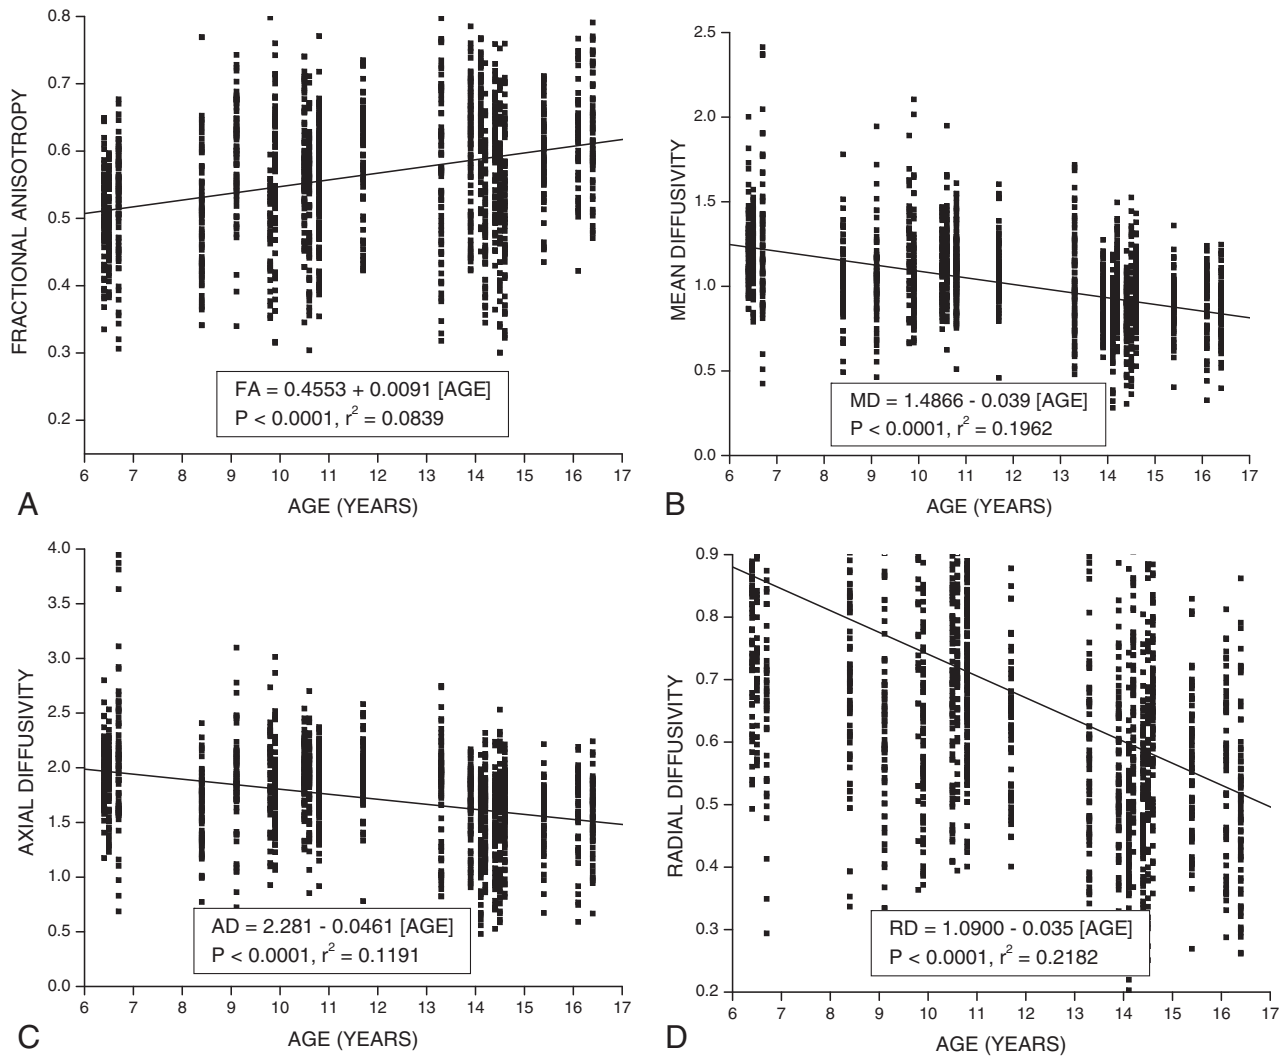 0.8
0.7
0.6
0.5
0.4
0.3
0.2
FRACTIONAL ANISOTROPY
FA = 0.4553 + 0.0091 [AGE]
P < 0.0001, r² = 0.0839
6 7 8 9 10 11 12 13 14 15 16 17
AGE (YEARS)
A
2.5
2.0
1.5
1.0
0.5
0.0
MEAN DIFFUSIVITY
MD = 1.4866 - 0.039 [AGE]
P < 0.0001, r² = 0.1962
6 7 8 9 10 11 12 13 14 15 16 17
AGE (YEARS)
B
4.0
3.5
3.0
2.5
2.0
1.5
1.0
0.5
0.0
AXIAL DIFFUSIVITY
AD = 2.281 - 0.0461 [AGE]
P < 0.0001, r² = 0.1191
6 7 8 9 10 11 12 13 14 15 16 17
AGE (YEARS)
C
0.9
0.8
0.7
0.6
0.5
0.4
0.3
0.2
RADIAL DIFFUSIVITY
RD = 1.0900 - 0.035 [AGE]
P < 0.0001, r² = 0.2182
6 7 8 9 10 11 12 13 14 15 16 17
AGE (YEARS)
D